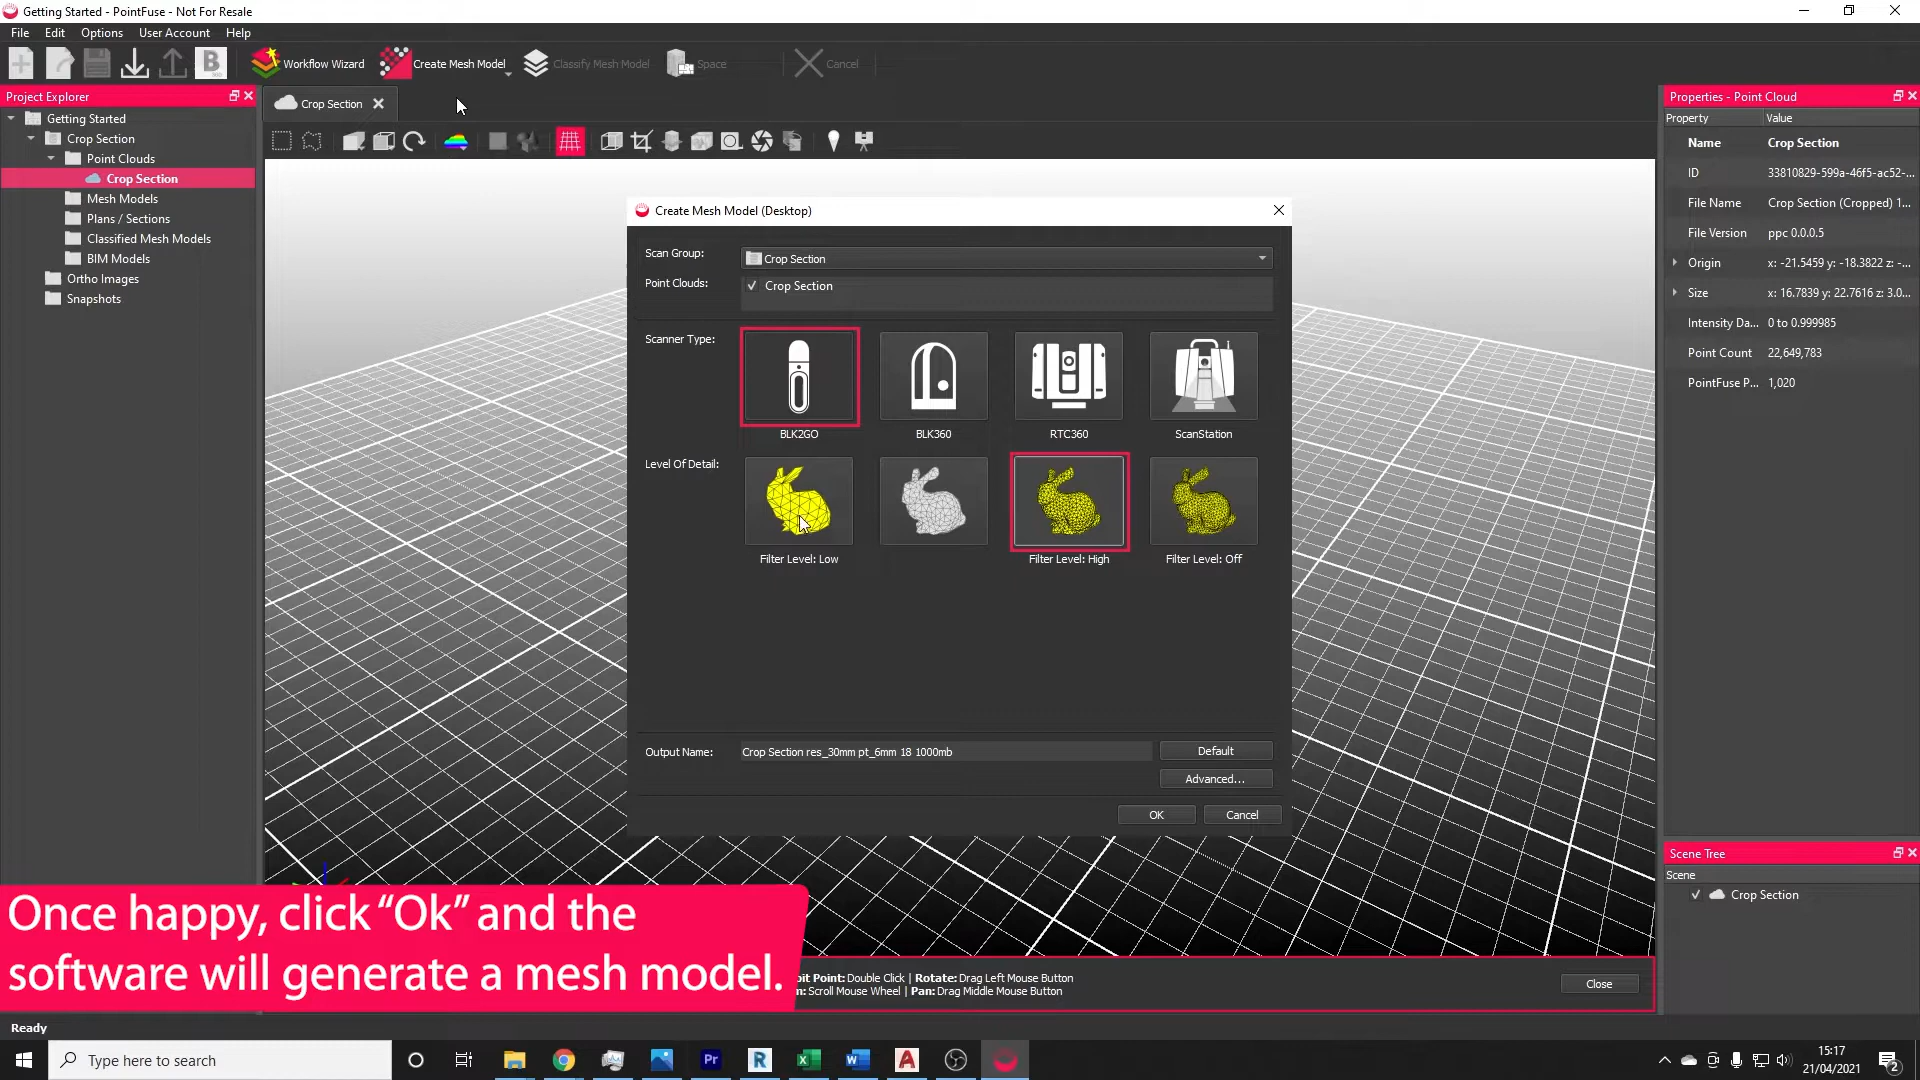 Getting Started - PointFuse - Not For Resale
File Edit Options User Account Help
Workflow Wizard Create Mesh Model Classify Mesh Model Space Cancel
Project Explorer
Getting Started
Crop Section
Point Clouds
Crop Section
Mesh Models
Plans / Sections
Classified Mesh Models
BIM Models
Ortho Images
Snapshots
Crop Section
Create Mesh Model (Desktop)
Scan Group: Crop Section
Point Clouds: Crop Section
Scanner Type:
BLK2GO BLK360 RTC360 ScanStation
Level Of Detail:
Filter Level: Low Filter Level: High Filter Level: Off
Output Name: Crop Section res_30mm pt_6mm 18 1000mb Default
Advanced...
OK Cancel
Properties - Point Cloud
Property Value
Name Crop Section
ID 33810829-599a-46f5-ac52-...
File Name Crop Section (Cropped) 1...
File Version ppc 0.0.0.5
Origin x: -21.5459 y: -18.3822 z: -...
Size x: 16.7839 y: 22.7616 z: 3.0...
Intensity Da... 0 to 0.999985
Point Count 22,649,783
PointFuse P... 1,020
Scene Tree
Scene
Crop Section
Once happy, click “Ok” and the
software will generate a mesh model.
Point: Double Click | Rotate: Drag Left Mouse Button
Scroll Mouse Wheel | Pan: Drag Middle Mouse Button
Close
Ready
Type here to search
15:17
21/04/2021
2